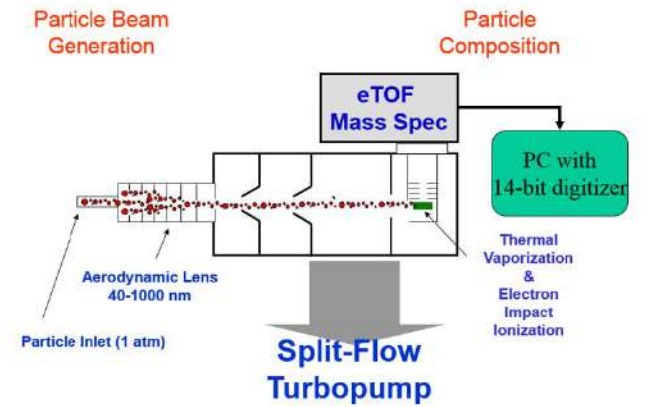 Particle Beam
Generation
Particle
Composition
eTOF
Mass Spec
PC with
14-bit digitizer
Aerodynamic Lens
40-1000 nm
Particle Inlet (1 atm)
Thermal
Vaporization
&
Electron
Impact
Ionization
Split-Flow
Turbopump